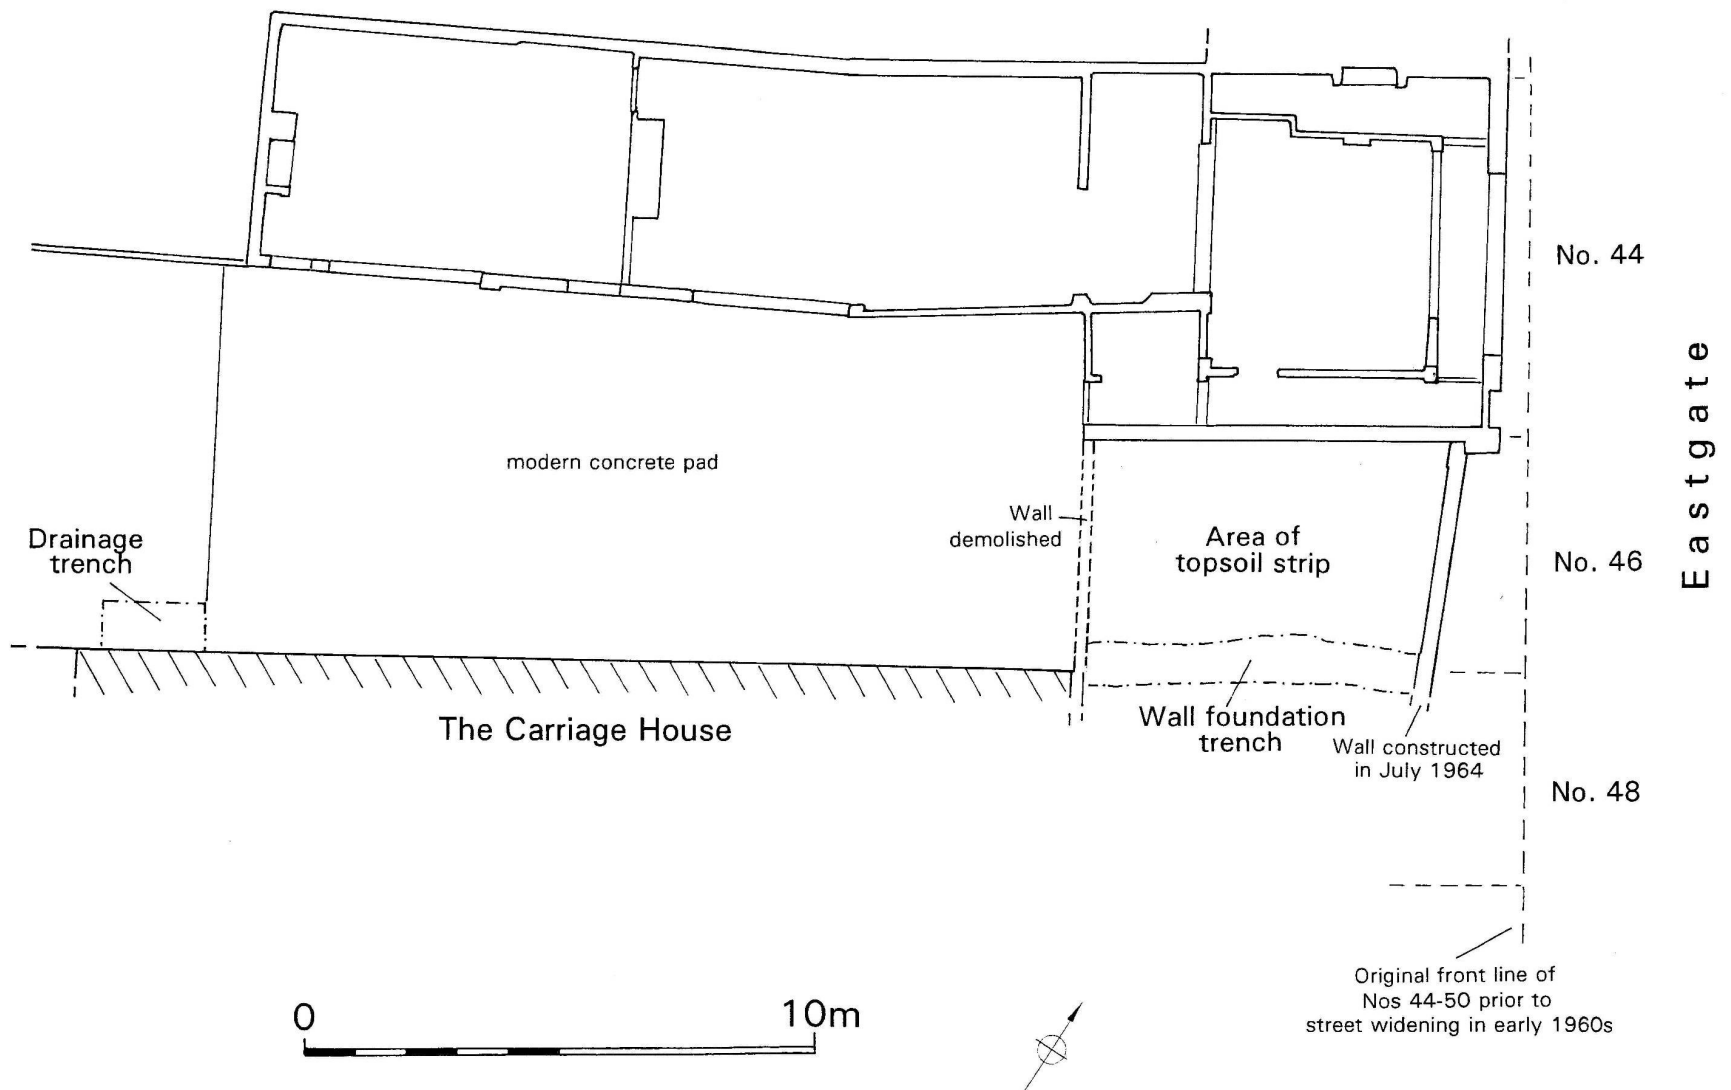 No. 44
Eastgate
modern concrete pad
Wall
demolished
Area of
topsoil strip
No. 46
Drainage
trench
The Carriage House
Wall foundation
trench
Wall constructed
in July 1964
No. 48
Original front line of
Nos 44-50 prior to
street widening in early 1960s
0
10m